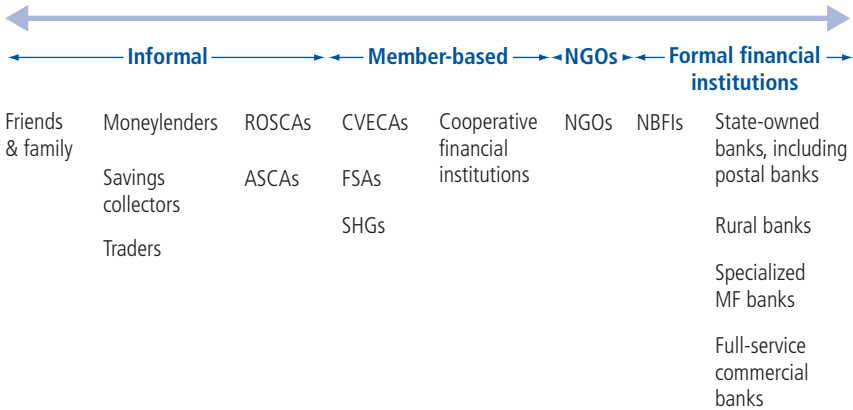 Informal
Member-based
NGOs
Formal financial
institutions
Friends
& family
Moneylenders
Savings
collectors
Traders
ROSCAs
ASCAs
CVECAs
FSAs
SHGs
Cooperative
financial
institutions
NGOs
NBFIs
State-owned
banks, including
postal banks
Rural banks
Specialized
MF banks
Full-service
commercial
banks